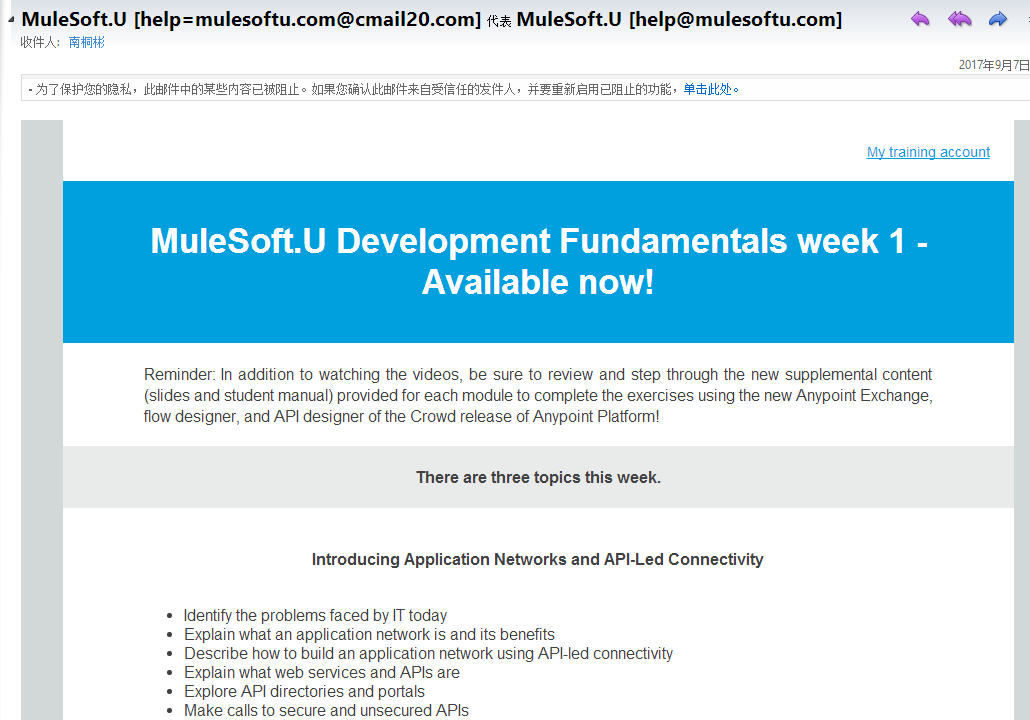 MuleSoft.U [help=mulesoftu.com@cmail20.com] 代表 MuleSoft.U [help@mulesoftu.com]
收件人: 南桐彬
2017年9月7日
- 为了保护您的隐私，此邮件中的某些内容已被阻止。如果您确认此邮件来自受信任的发件人，并要重新启用已阻止的功能，单击此处。
My training account
MuleSoft.U Development Fundamentals week 1 -
Available now!
Reminder: In addition to watching the videos, be sure to review and step through the new supplemental content
(slides and student manual) provided for each module to complete the exercises using the new Anypoint Exchange,
flow designer, and API designer of the Crowd release of Anypoint Platform!
There are three topics this week.
Introducing Application Networks and API-Led Connectivity
• Identify the problems faced by IT today
• Explain what an application network is and its benefits
• Describe how to build an application network using API-led connectivity
• Explain what web services and APIs are
• Explore API directories and portals
• Make calls to secure and unsecured APIs